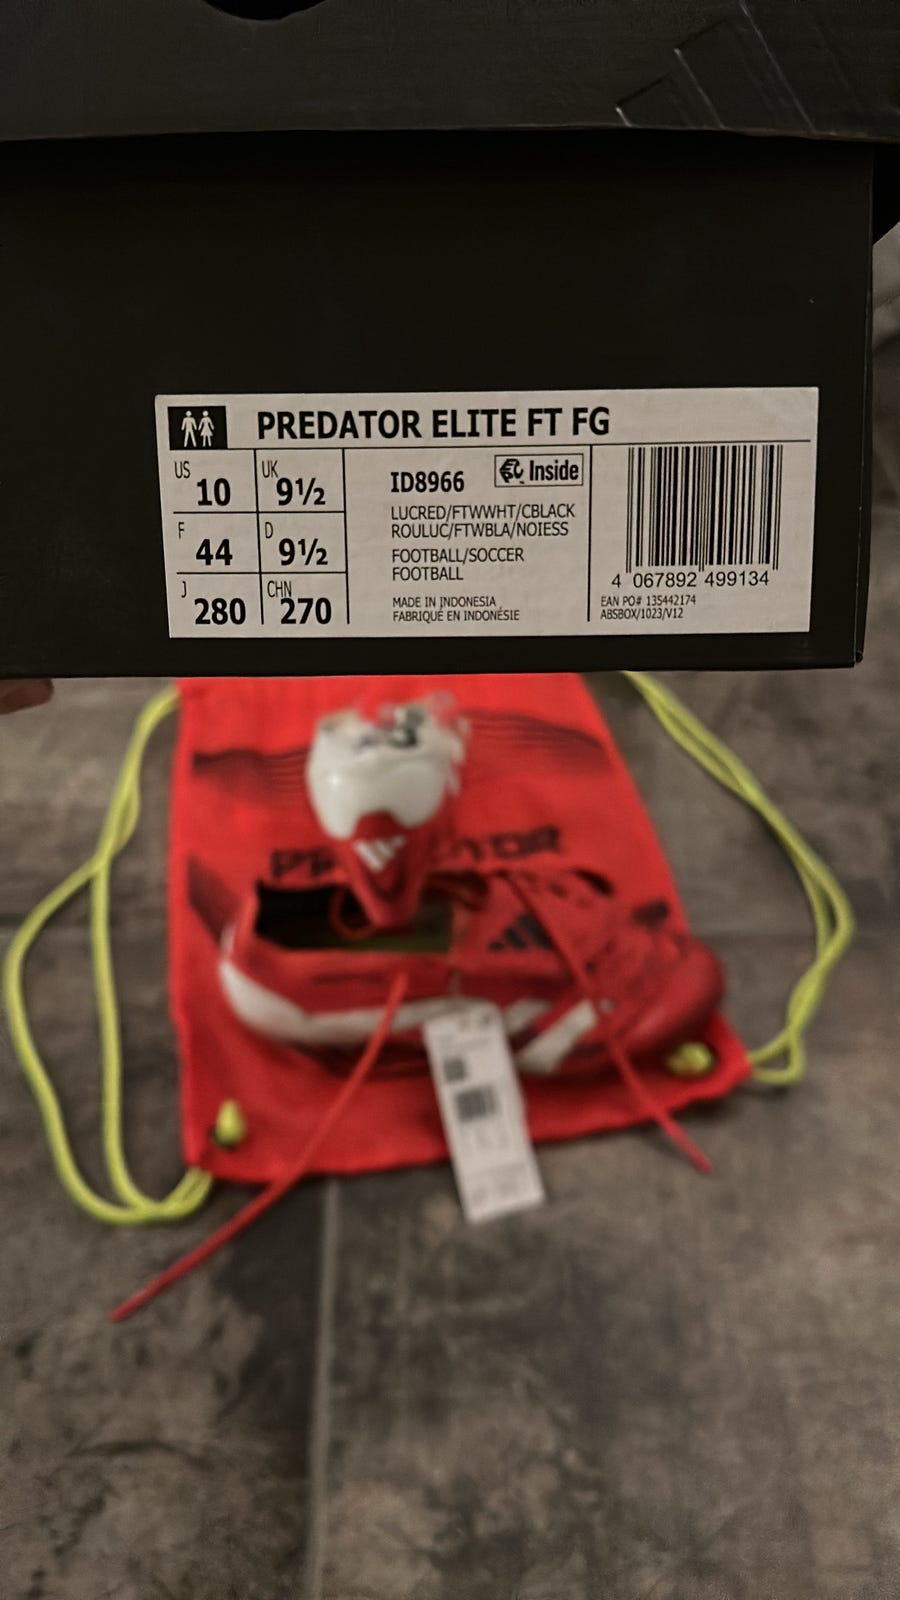 PREDATOR ELITE FT FG
US 10
UK 9½
F 44
D 9½
J 280
CHN 270
ID8966
Inside
LUCRED/FTWWHT/CBLACK
ROULUC/FTWBLA/NOIESS
FOOTBALL/SOCCER
FOOTBALL
MADE IN INDONESIA
FABRIQUÉ EN INDONÉSIE
4 067892 499134
EAN PO# 135442174
ABSBOX/1023/V12